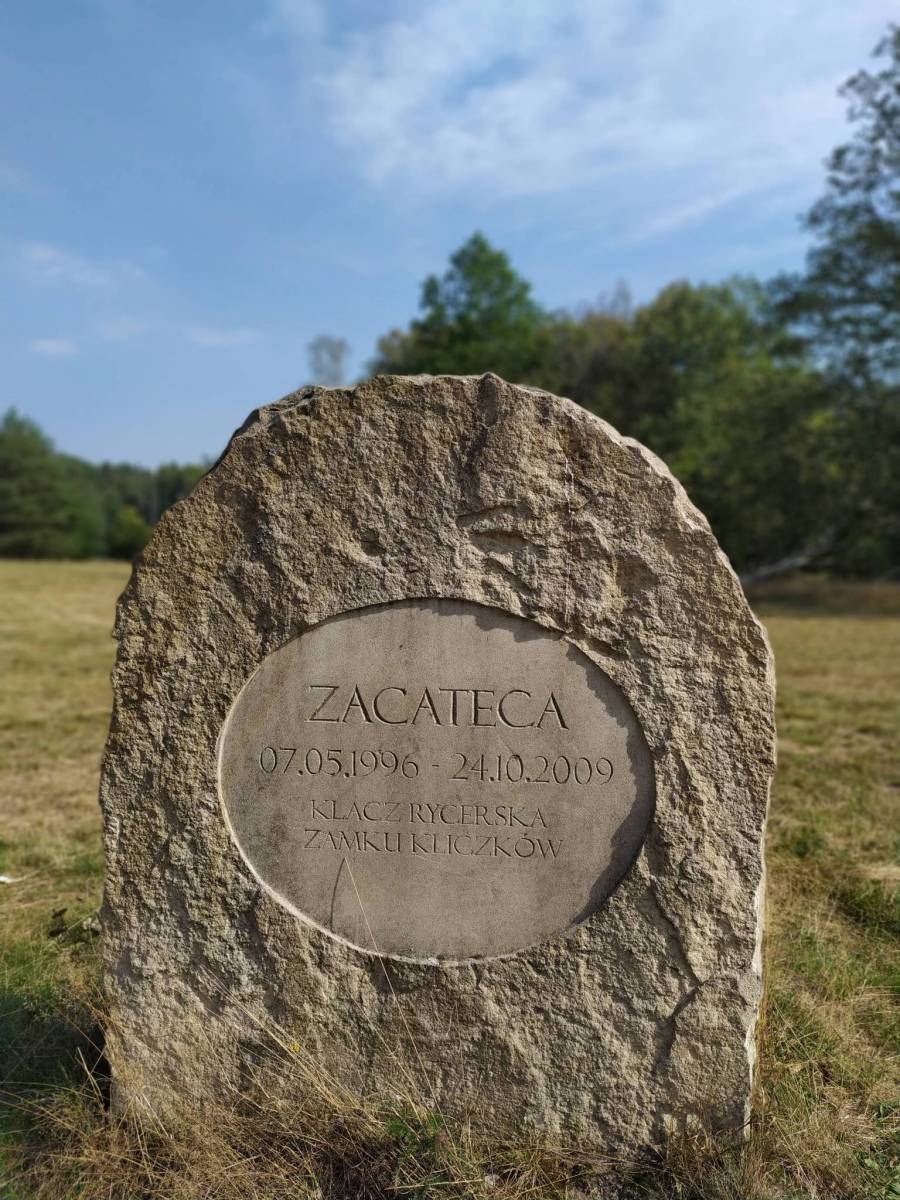 ZACATECA
07.05.1996 - 24.10.2009
KLACZ RYCERSKA
ZAMKU KLICZKÓW